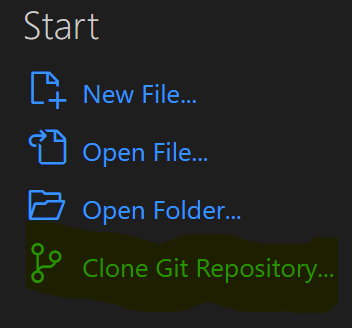 Start
New File...
Open File...
Open Folder...
Clone Git Repository...